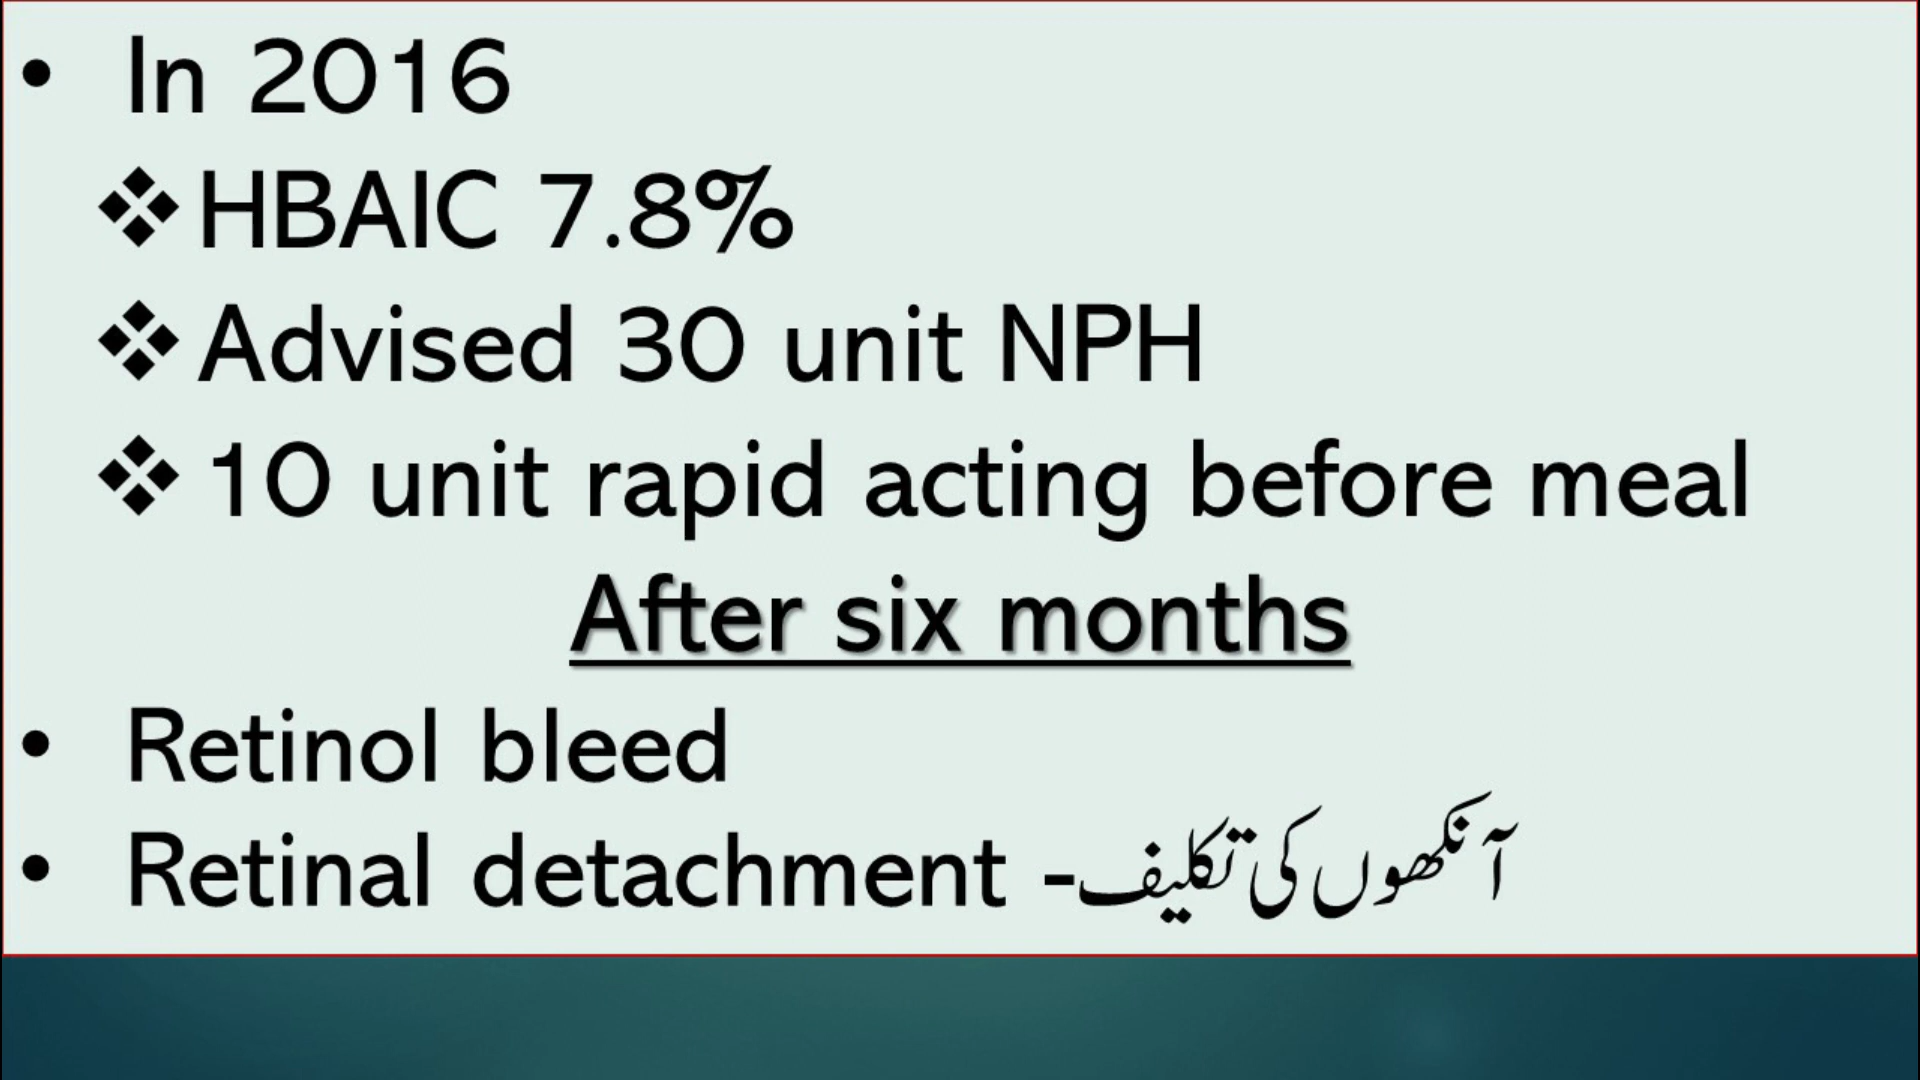 • In 2016
❖ HBAIC 7.8%
❖ Advised 30 unit NPH
❖ 10 unit rapid acting before meal
After six months
• Retinol bleed
• Retinal detachment -آنکھوں کی تکلیف